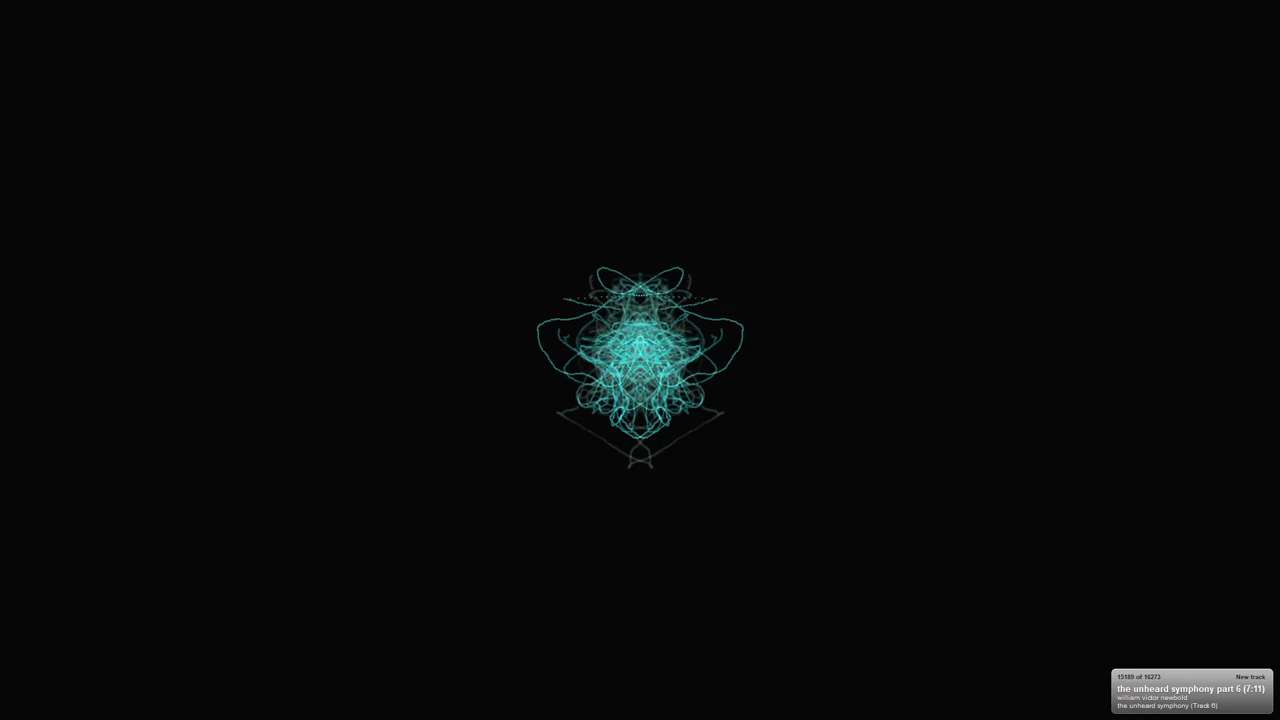 15189 of 16273 New track
the unheard symphony part 6 (7:11)
william victor newbold
the unheard symphony (Track 6)